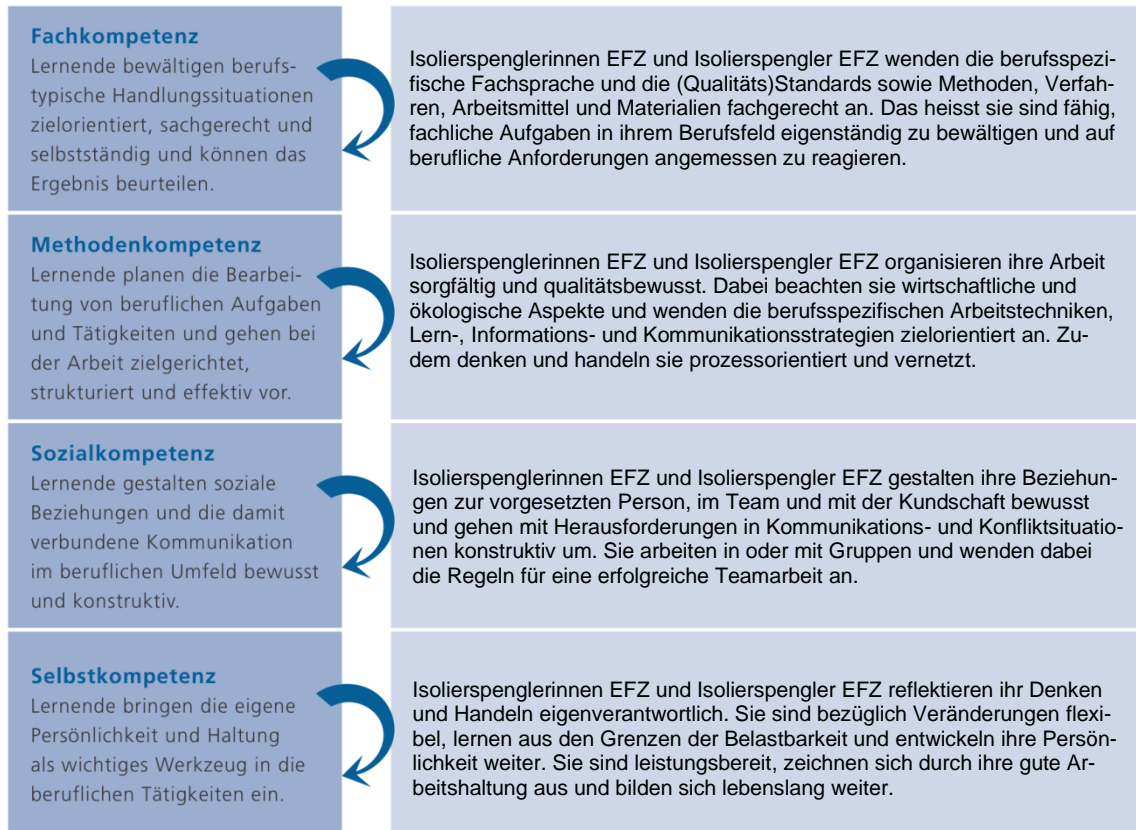 Fachkompetenz
Lernende bewältigen berufs-
typische Handlungssituationen
zielorientiert, sachgerecht und
selbstständig und können das
Ergebnis beurteilen.
Isolierspenglerinnen EFZ und Isolierspengler EFZ wenden die berufsspezi-
fische Fachsprache und die (Qualitäts)Standards sowie Methoden, Verfah-
ren, Arbeitsmittel und Materialien fachgerecht an. Das heisst sie sind fähig,
fachliche Aufgaben in ihrem Berufsfeld eigenständig zu bewältigen und auf
berufliche Anforderungen angemessen zu reagieren.
Methodenkompetenz
Lernende planen die Bearbei-
tung von beruflichen Aufgaben
und Tätigkeiten und gehen bei
der Arbeit zielgerichtet,
strukturiert und effektiv vor.
Isolierspenglerinnen EFZ und Isolierspengler EFZ organisieren ihre Arbeit
sorgfältig und qualitätsbewusst. Dabei beachten sie wirtschaftliche und
ökologische Aspekte und wenden die berufsspezifischen Arbeitstechniken,
Lern-, Informations- und Kommunikationsstrategien zielorientiert an. Zu-
dem denken und handeln sie prozessorientiert und vernetzt.
Sozialkompetenz
Lernende gestalten soziale
Beziehungen und die damit
verbundene Kommunikation
im beruflichen Umfeld bewusst
und konstruktiv.
Isolierspenglerinnen EFZ und Isolierspengler EFZ gestalten ihre Beziehun-
gen zur vorgesetzten Person, im Team und mit der Kundschaft bewusst
und gehen mit Herausforderungen in Kommunikations- und Konfliktsituatio-
nen konstruktiv um. Sie arbeiten in oder mit Gruppen und wenden dabei
die Regeln für eine erfolgreiche Teamarbeit an.
Selbstkompetenz
Lernende bringen die eigene
Persönlichkeit und Haltung
als wichtiges Werkzeug in die
beruflichen Tätigkeiten ein.
Isolierspenglerinnen EFZ und Isolierspengler EFZ reflektieren ihr Denken
und Handeln eigenverantwortlich. Sie sind bezüglich Veränderungen flexi-
bel, lernen aus den Grenzen der Belastbarkeit und entwickeln ihre Persön-
lichkeit weiter. Sie sind leistungsbereit, zeichnen sich durch ihre gute Ar-
beitshaltung aus und bilden sich lebenslang weiter.